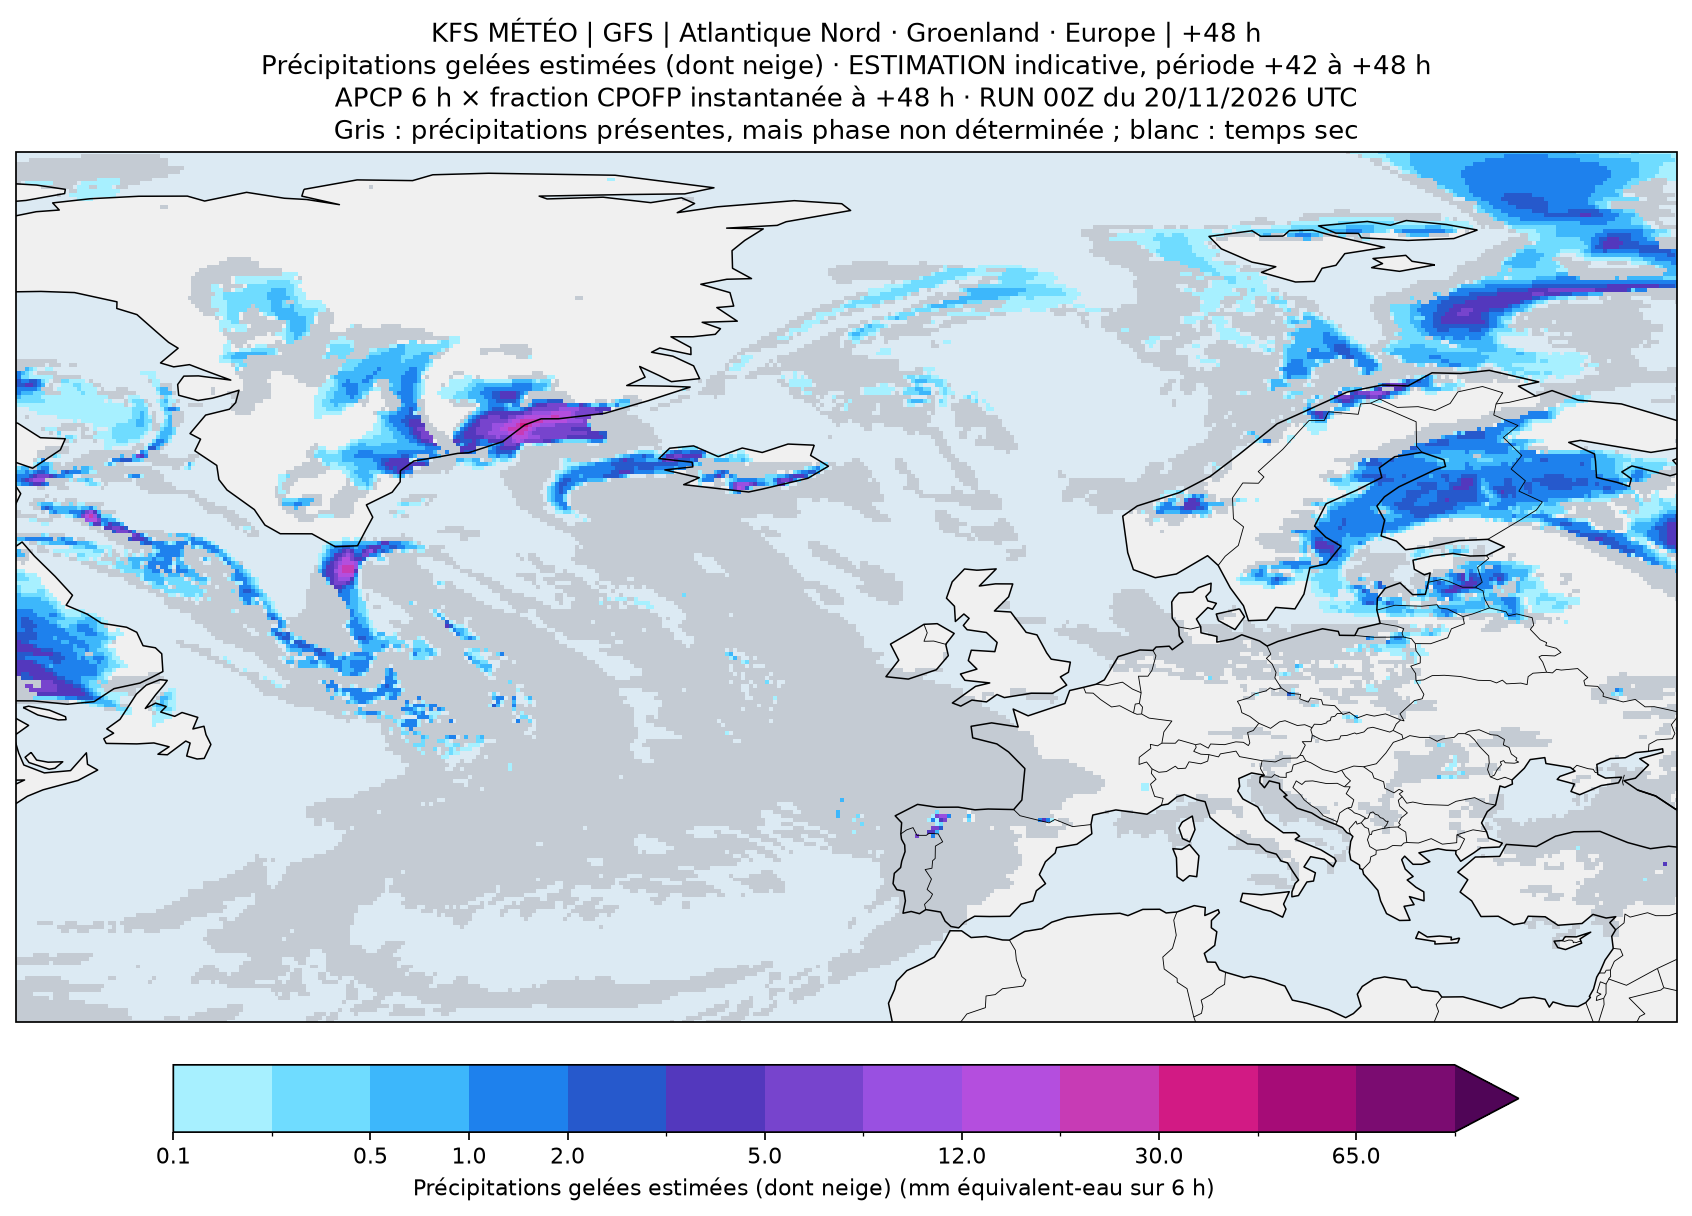 KFS MÉTÉO | GFS | Atlantique Nord · Groenland · Europe | +48 h
Précipitations gelées estimées (dont neige) · ESTIMATION indicative, période +42 à +48 h
APCP 6 h × fraction CPOFP instantanée à +48 h · RUN 00Z du 20/11/2026 UTC
Gris : précipitations présentes, mais phase non déterminée ; blanc : temps sec
0.1 0.5 1.0 2.0 5.0 12.0 30.0 65.0
Précipitations gelées estimées (dont neige) (mm équivalent-eau sur 6 h)